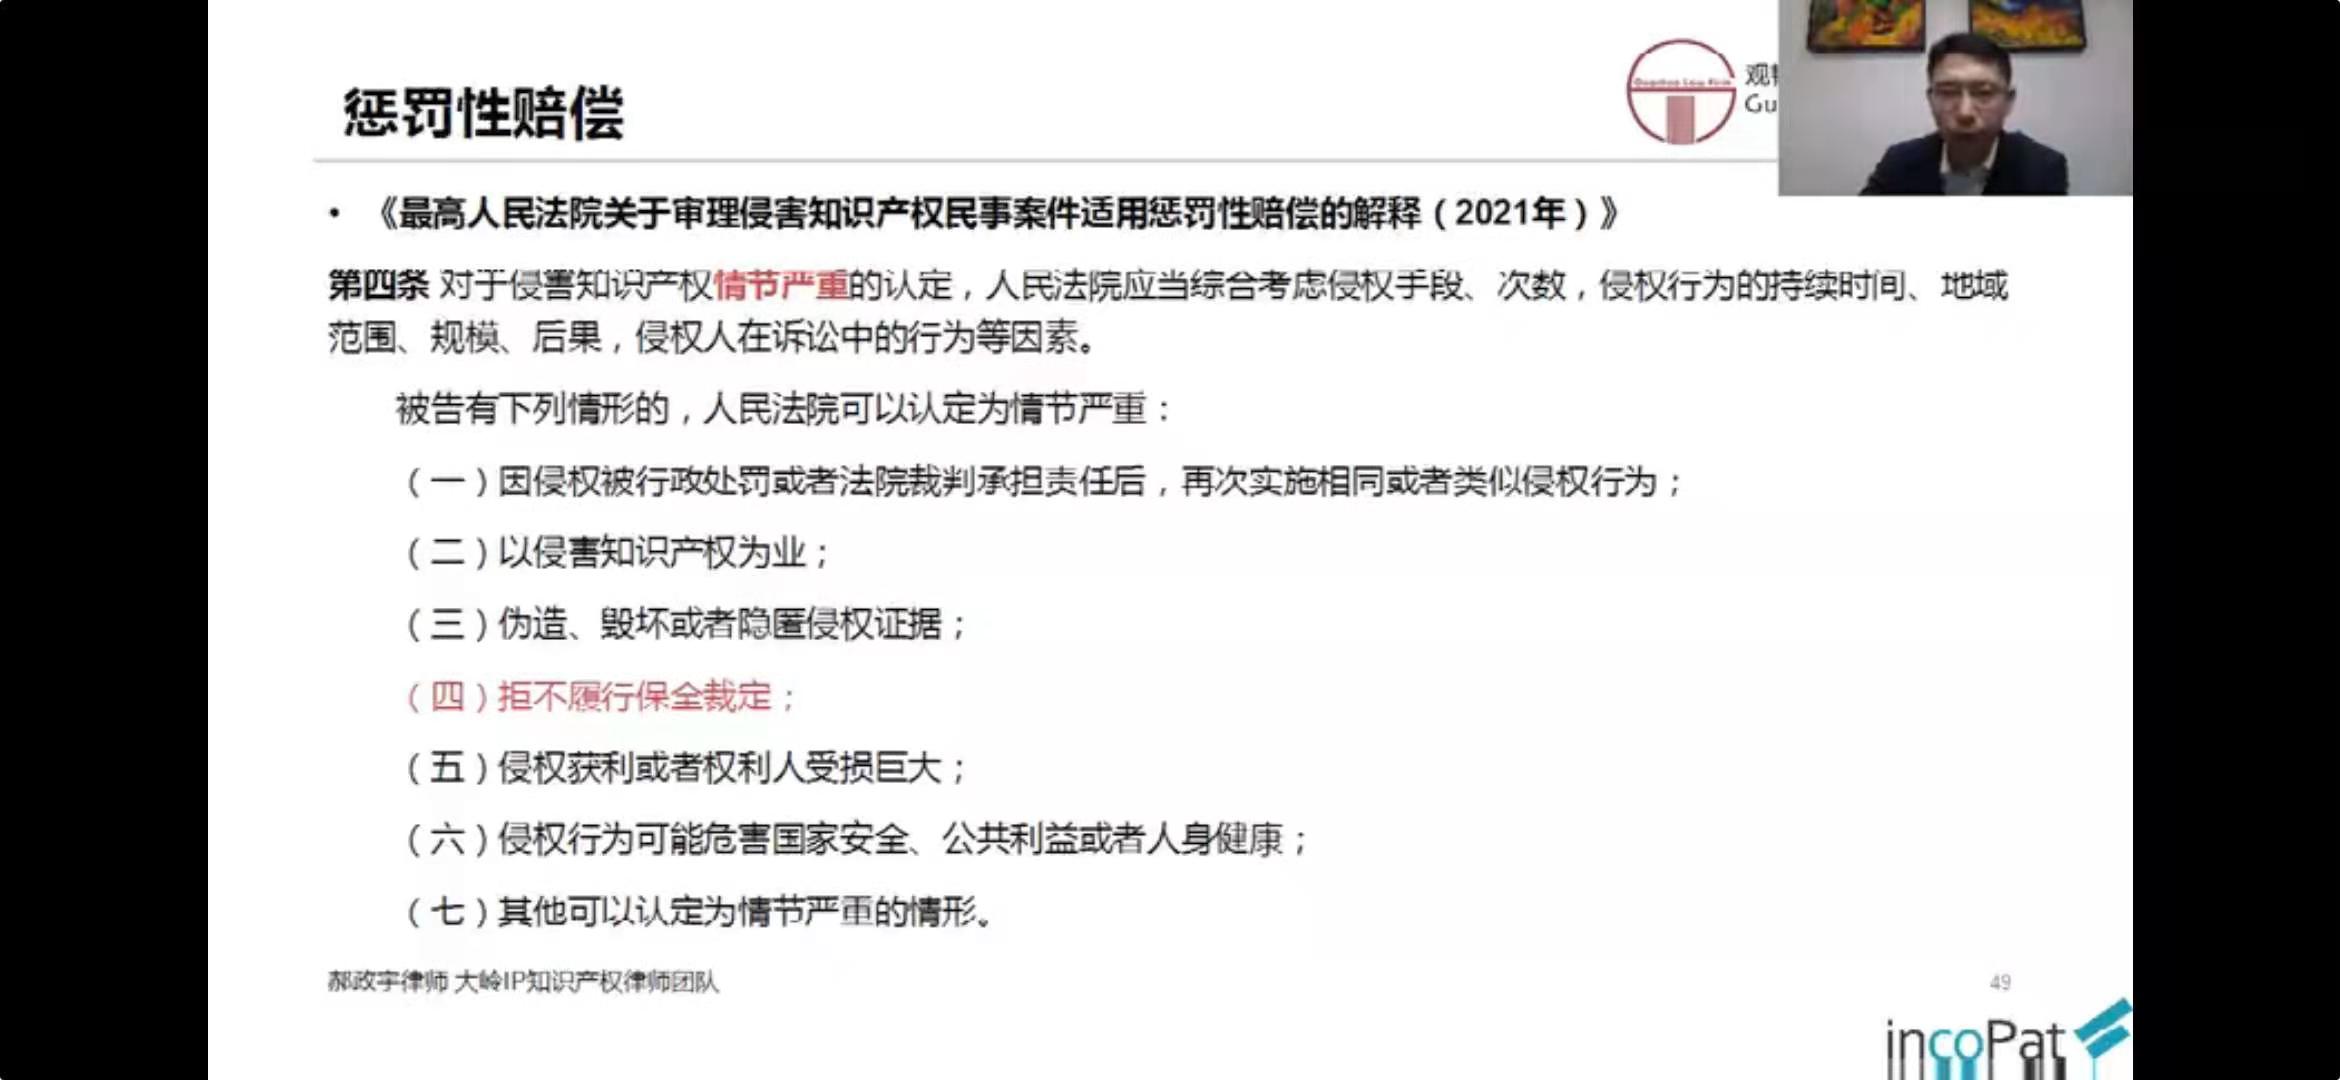 惩罚性赔偿
Guantao Law Firm
观
Gu
• 《最高人民法院关于审理侵害知识产权民事案件适用惩罚性赔偿的解释（2021年）》
第四条 对于侵害知识产权情节严重的认定，人民法院应当综合考虑侵权手段、次数，侵权行为的持续时间、地域
范围、规模、后果，侵权人在诉讼中的行为等因素。
被告有下列情形的，人民法院可以认定为情节严重：
（一）因侵权被行政处罚或者法院裁判承担责任后，再次实施相同或者类似侵权行为；
（二）以侵害知识产权为业；
（三）伪造、毁坏或者隐匿侵权证据；
（四）拒不履行保全裁定；
（五）侵权获利或者权利人受损巨大；
（六）侵权行为可能危害国家安全、公共利益或者人身健康；
（七）其他可以认定为情节严重的情形。
郝政宇律师 大岭IP知识产权律师团队
49
incoPat